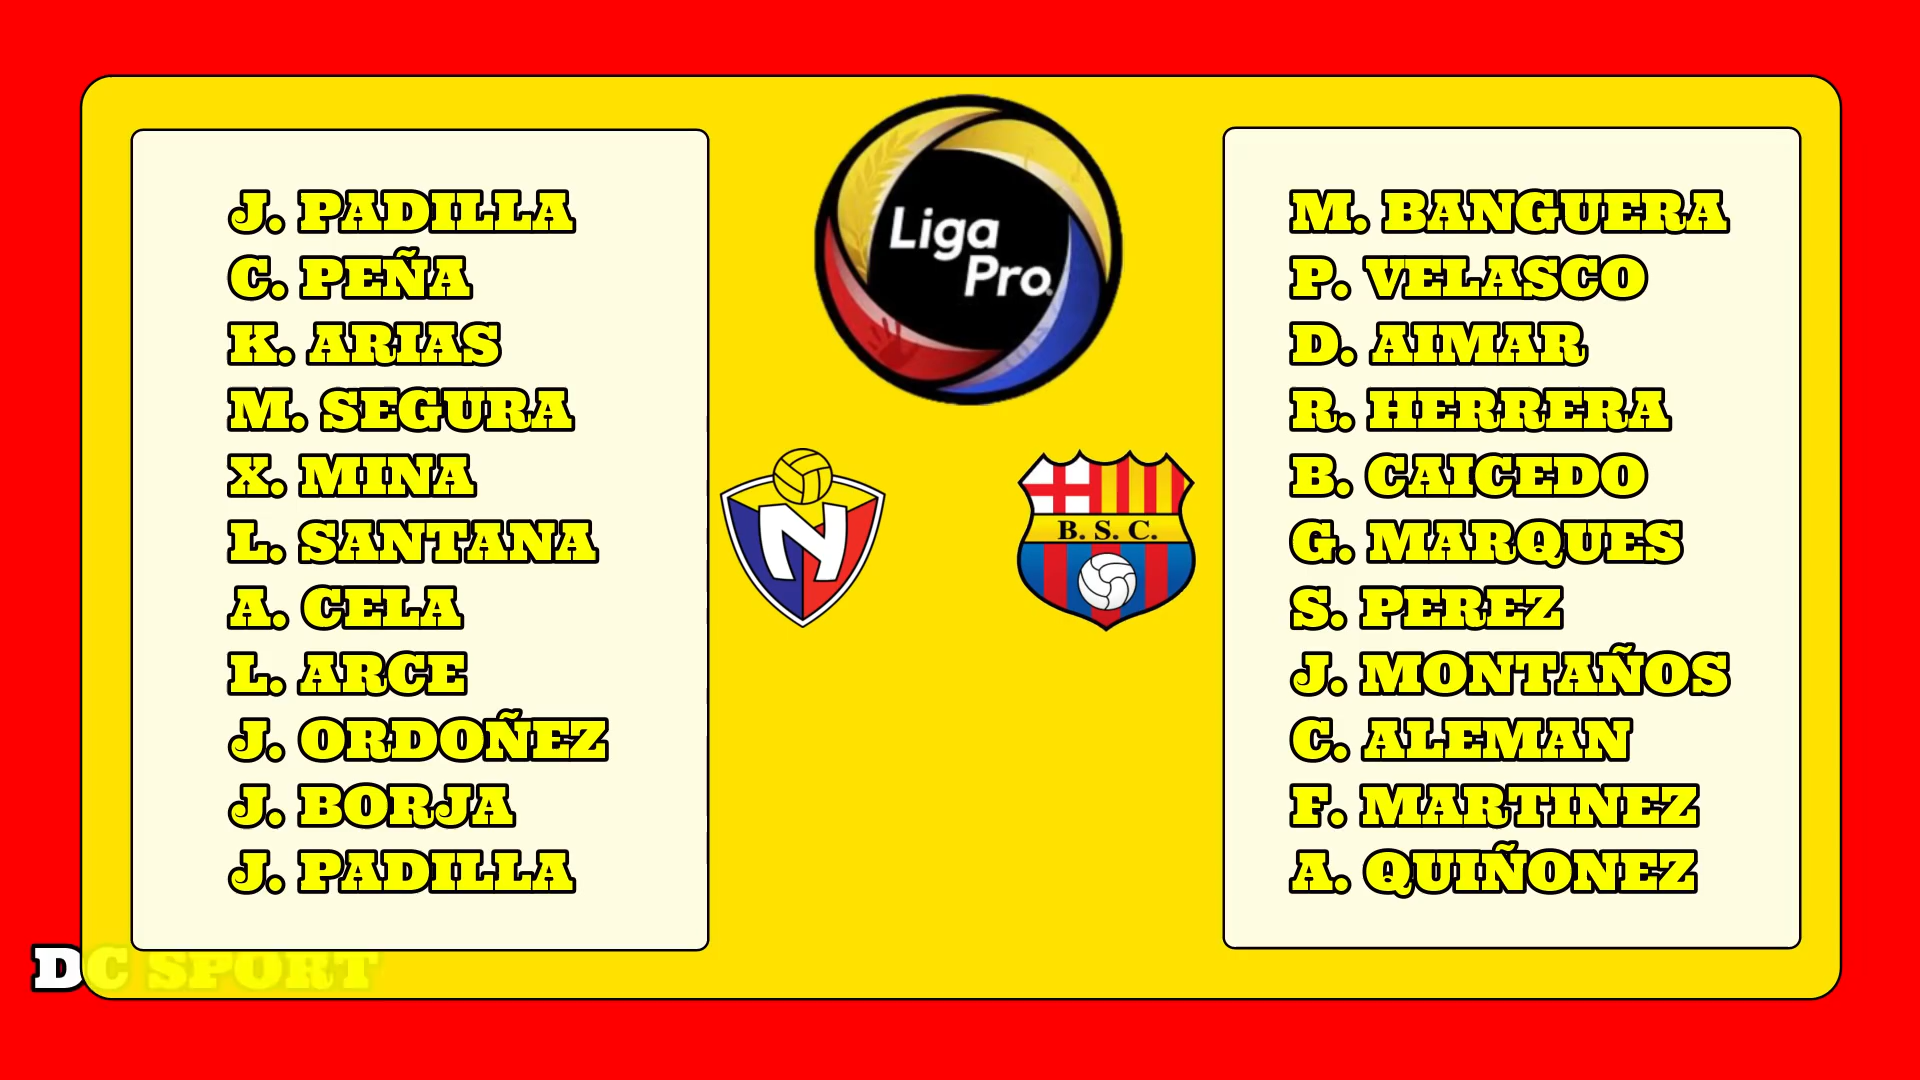 Liga
Pro
J. PADILLA
C. PEÑA
K. ARIAS
M. SEGURA
X. MINA
L. SANTANA
A. CELA
L. ARCE
J. ORDOÑEZ
J. BORJA
J. PADILLA
N
B. S. C.
M. BANGUERA
P. VELASCO
D. AIMAR
R. HERRERA
B. CAICEDO
G. MARQUES
S. PEREZ
J. MONTAÑOS
C. ALEMAN
F. MARTINEZ
A. QUIÑONEZ
DC SPORT